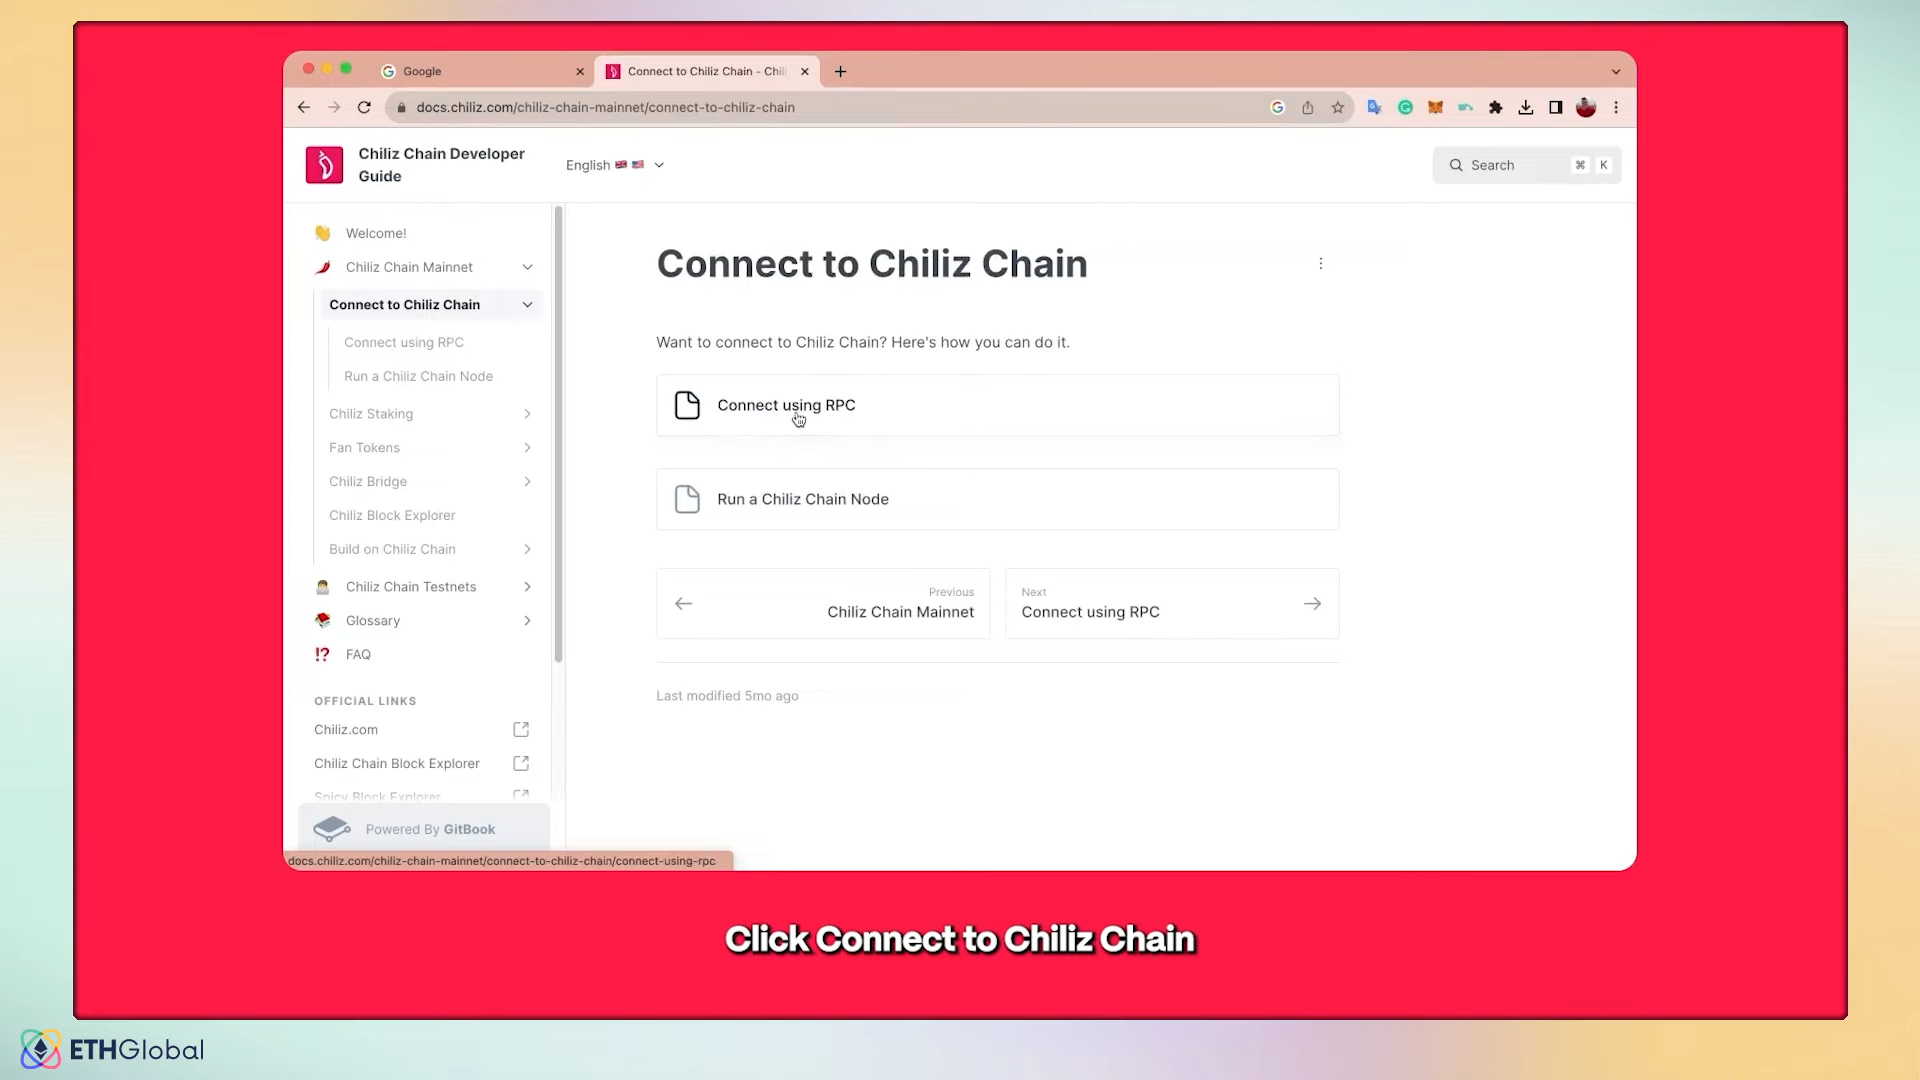 Google
Connect to Chiliz Chain - Chil
docs.chiliz.com/chiliz-chain-mainnet/connect-to-chiliz-chain
Chiliz Chain Developer
Guide
English
Search
⌘ K
Welcome!
Chiliz Chain Mainnet
Connect to Chiliz Chain
Connect using RPC
Run a Chiliz Chain Node
Chiliz Staking
Fan Tokens
Chiliz Bridge
Chiliz Block Explorer
Build on Chiliz Chain
Chiliz Chain Testnets
Glossary
!? FAQ
OFFICIAL LINKS
Chiliz.com
Chiliz Chain Block Explorer
Spicy Block Explorer
Powered By GitBook
docs.chiliz.com/chiliz-chain-mainnet/connect-to-chiliz-chain/connect-using-rpc
Connect to Chiliz Chain
Want to connect to Chiliz Chain? Here's how you can do it.
Connect using RPC
Run a Chiliz Chain Node
Previous
Chiliz Chain Mainnet
Next
Connect using RPC
Last modified 5mo ago
Click Connect to Chiliz Chain
ETHGlobal